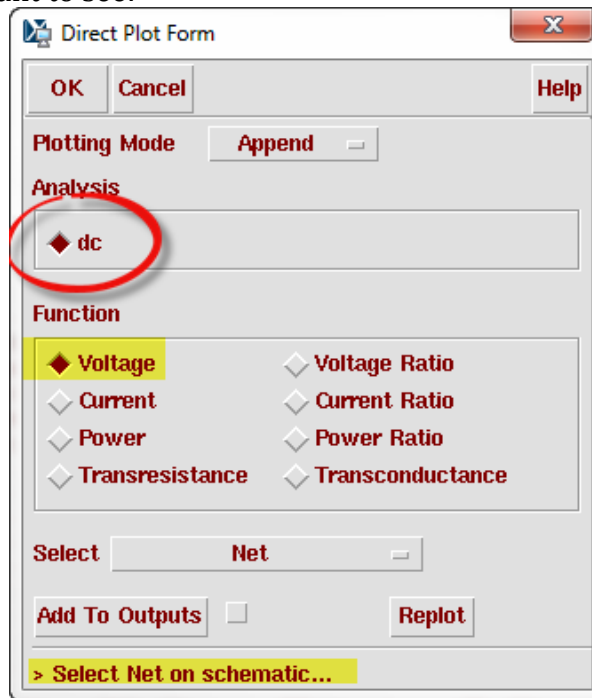 Direct Plot Form
OK Cancel Help
Plotting Mode Append
Analysis
dc
Function
Voltage Voltage Ratio
Current Current Ratio
Power Power Ratio
Transresistance Transconductance
Select Net
Add To Outputs Replot
> Select Net on schematic...